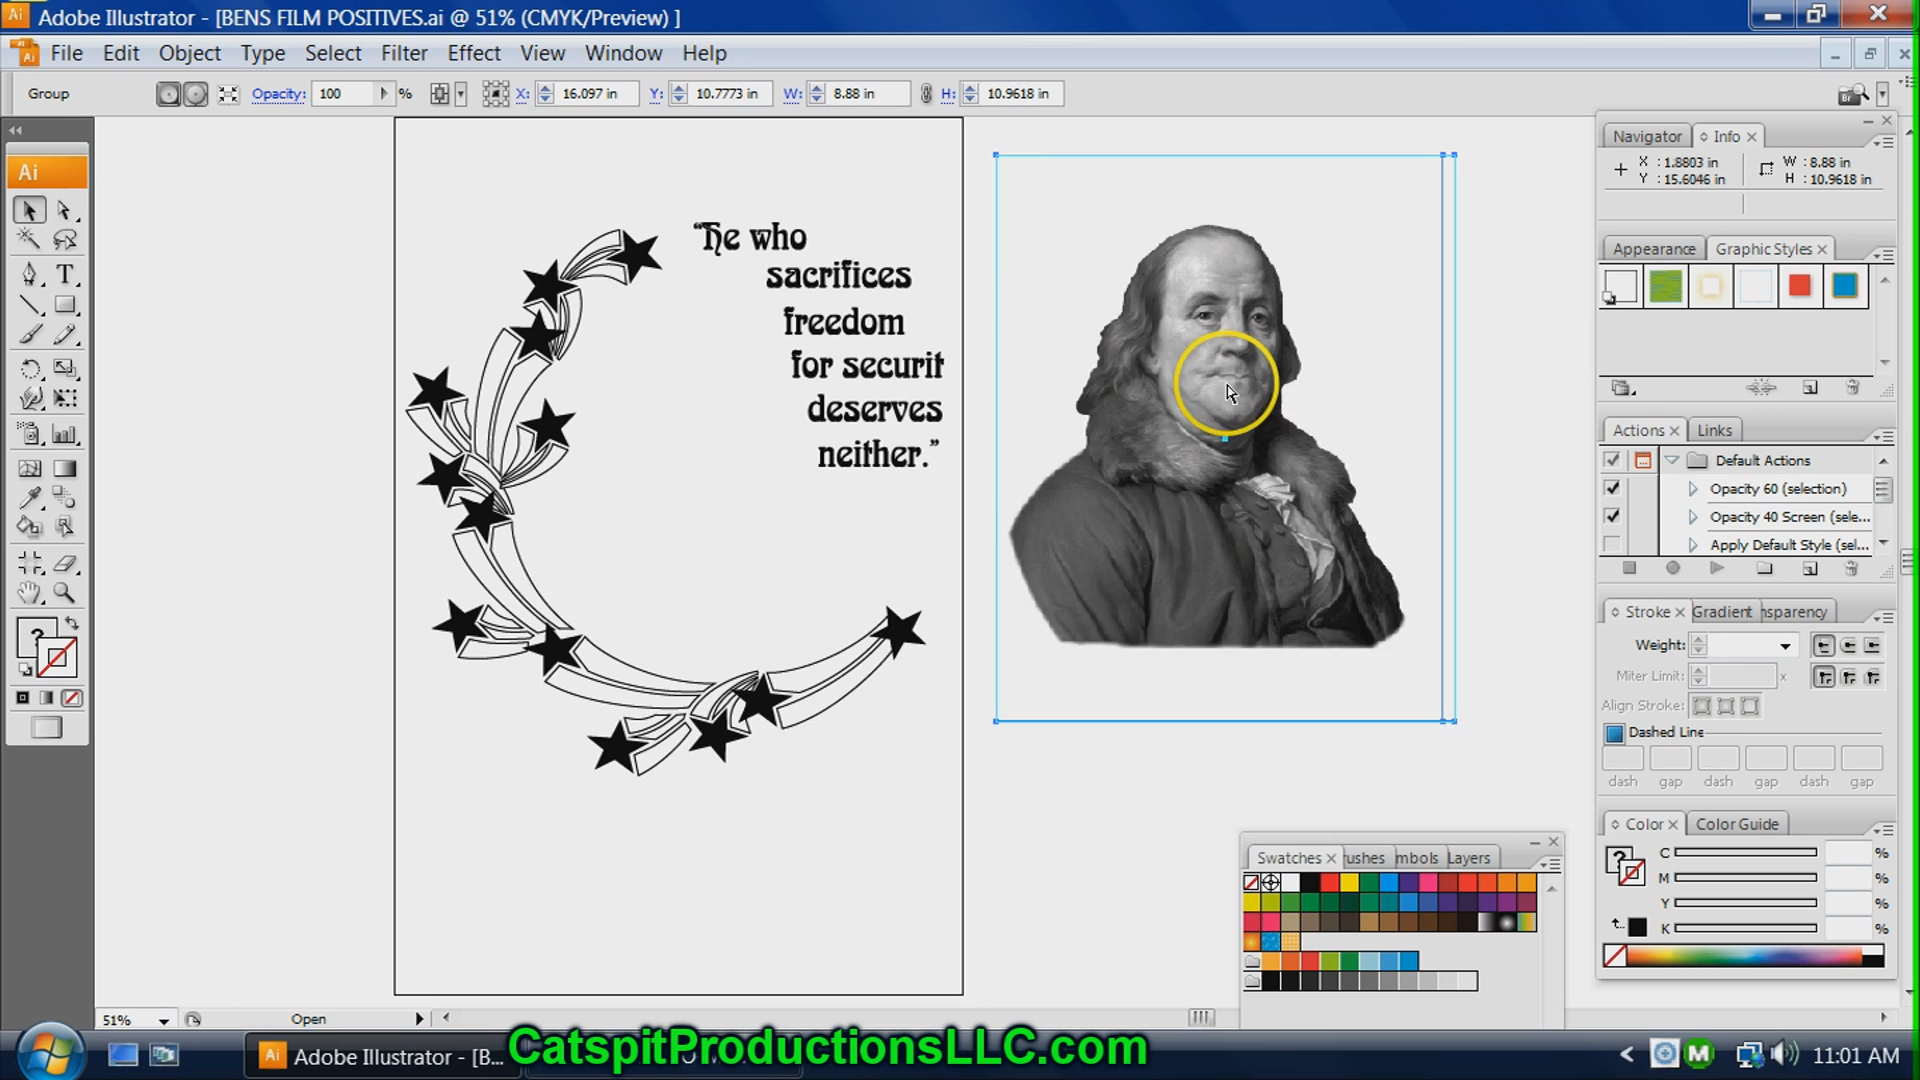 Adobe Illustrator - [BENS FILM POSITIVES.ai @ 51% (CMYK/Preview) ]
File Edit Object Type Select Filter Effect View Window Help
Group Opacity: 100 % X: 16.097 in Y: 10.7773 in W: 8.88 in H: 10.9618 in
Ai
“He who
sacrifices
freedom
for securit
deserves
neither.”
Navigator Info
X : 1.8803 in W : 8.88 in
Y : 15.6046 in H : 10.9618 in
Appearance Graphic Styles
Actions Links
Default Actions
Opacity 60 (selection)
Opacity 40 Screen (sele...
Apply Default Style (sel...
Stroke Gradient nsparency
Weight:
Miter Limit: x
Align Stroke:
Dashed Line
dash gap dash gap dash gap
Color Color Guide
C %
M %
Y %
K %
Swatches rushes mbols Layers
51% Open
Adobe Illustrator - [B...
CatspitProductionsLLC.com
11:01 AM